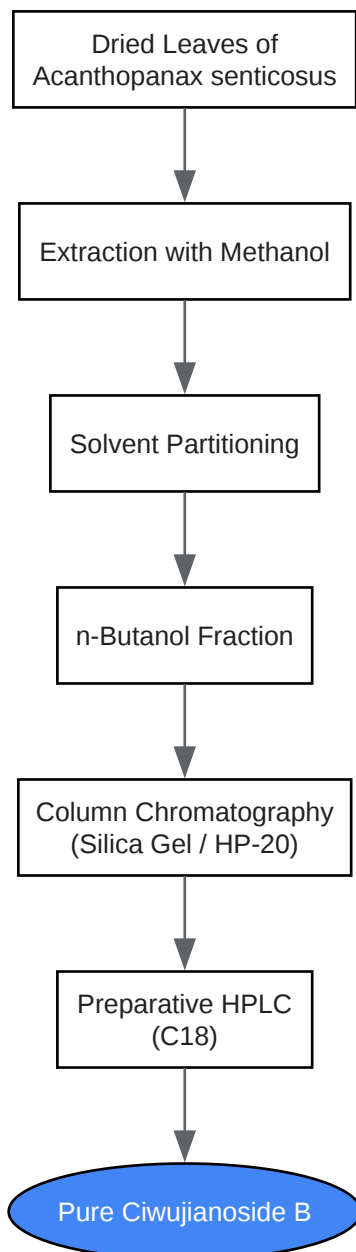 Dried Leaves of
Acanthopanax senticosus
Extraction with Methanol
Solvent Partitioning
n-Butanol Fraction
Column Chromatography
(Silica Gel / HP-20)
Preparative HPLC
(C18)
Pure Ciwujianoside B